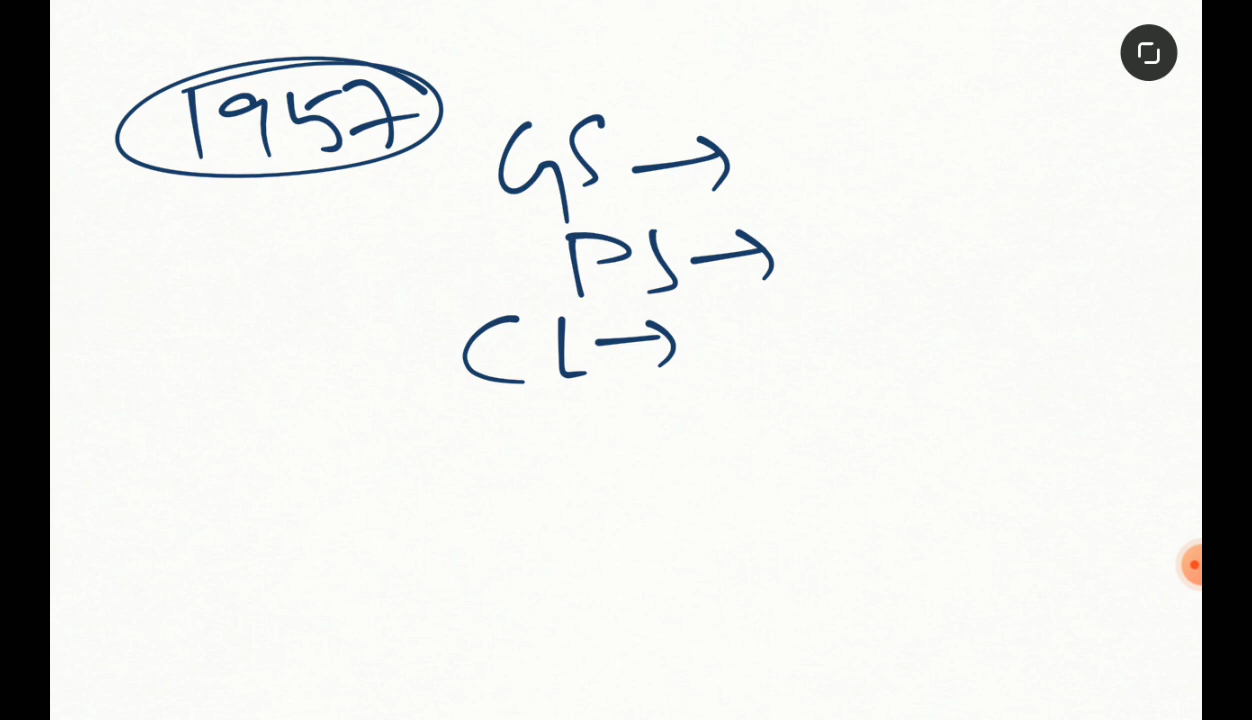 1957
GS →
PS →
CL →